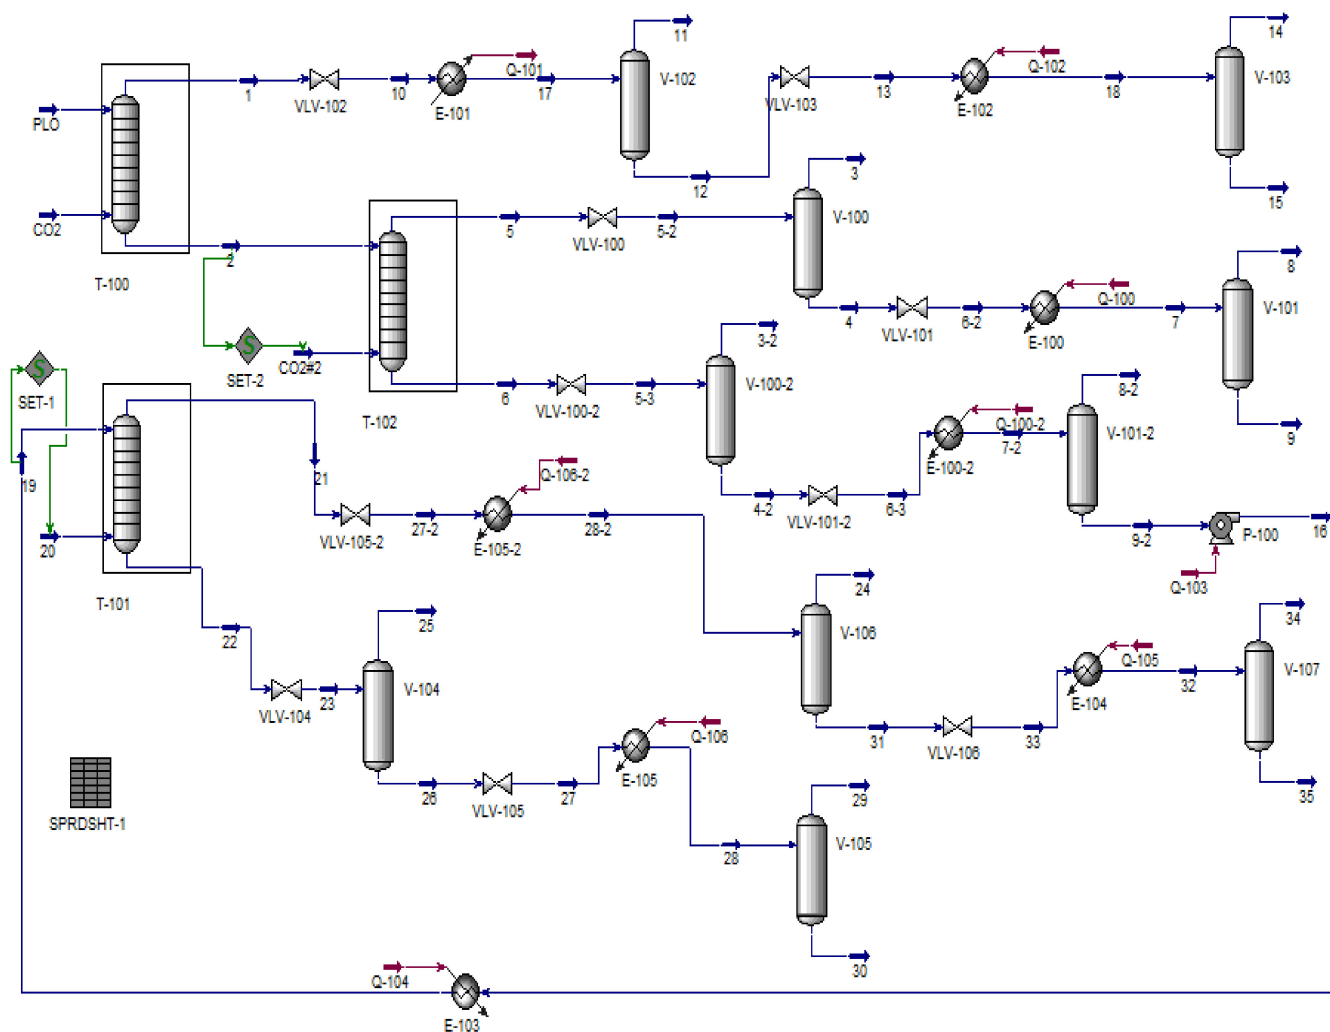 11
14
Q-101
Q-102
V-102
V-103
1
10
17
13
18
VLV-102
VLV-103
E-101
E-102
PLO
12
3
15
CO2
V-100
5
5-2
VLV-100
2
8
T-100
Q-100
V-101
4
6-2
7
VLV-101
3-2
E-100
S
SET-2
CO2#2
V-100-2
S
SET-1
6
5-3
8-2
VLV-100-2
T-102
Q-100-2
V-101-2
7-2
9
E-100-2
19
21
Q-106-2
4-2
6-3
VLV-101-2
27-2
28-2
VLV-105-2
E-105-2
9-2
P-100
16
20
Q-103
24
T-101
25
34
22
V-106
Q-105
V-107
V-104
32
23
E-104
VLV-104
31
33
VLV-106
Q-106
26
27
E-105
VLV-105
29
35
SPRDSHT-1
V-105
28
30
Q-104
E-103